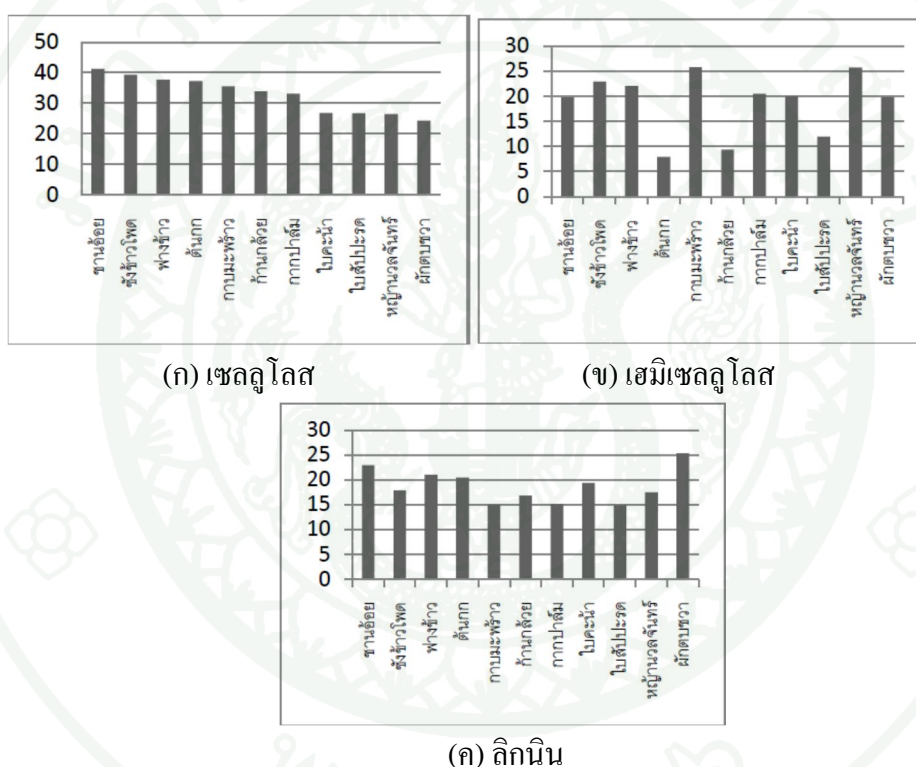 50
40
30
20
10
0
ชานอ้อย
ซังข้าวโพด
ฟางข้าว
ต้นกก
กาบมะพร้าว
ก้านกล้วย
กากปาล์ม
ใบคะน้า
ใบสัปปะรด
หญ้านวลจันทร์
ผักตบชวา
(ก) เซลลูโลส
30
25
20
15
10
5
0
ชานอ้อย
ซังข้าวโพด
ฟางข้าว
ต้นกก
กาบมะพร้าว
ก้านกล้วย
กากปาล์ม
ใบคะน้า
ใบสัปปะรด
หญ้านวลจันทร์
ผักตบชวา
(ข) เฮมิเซลลูโลส
30
25
20
15
10
5
0
ชานอ้อย
ซังข้าวโพด
ฟางข้าว
ต้นกก
กาบมะพร้าว
ก้านกล้วย
กากปาล์ม
ใบคะน้า
ใบสัปปะรด
หญ้านวลจันทร์
ผักตบชวา
(ค) ลิกนิน